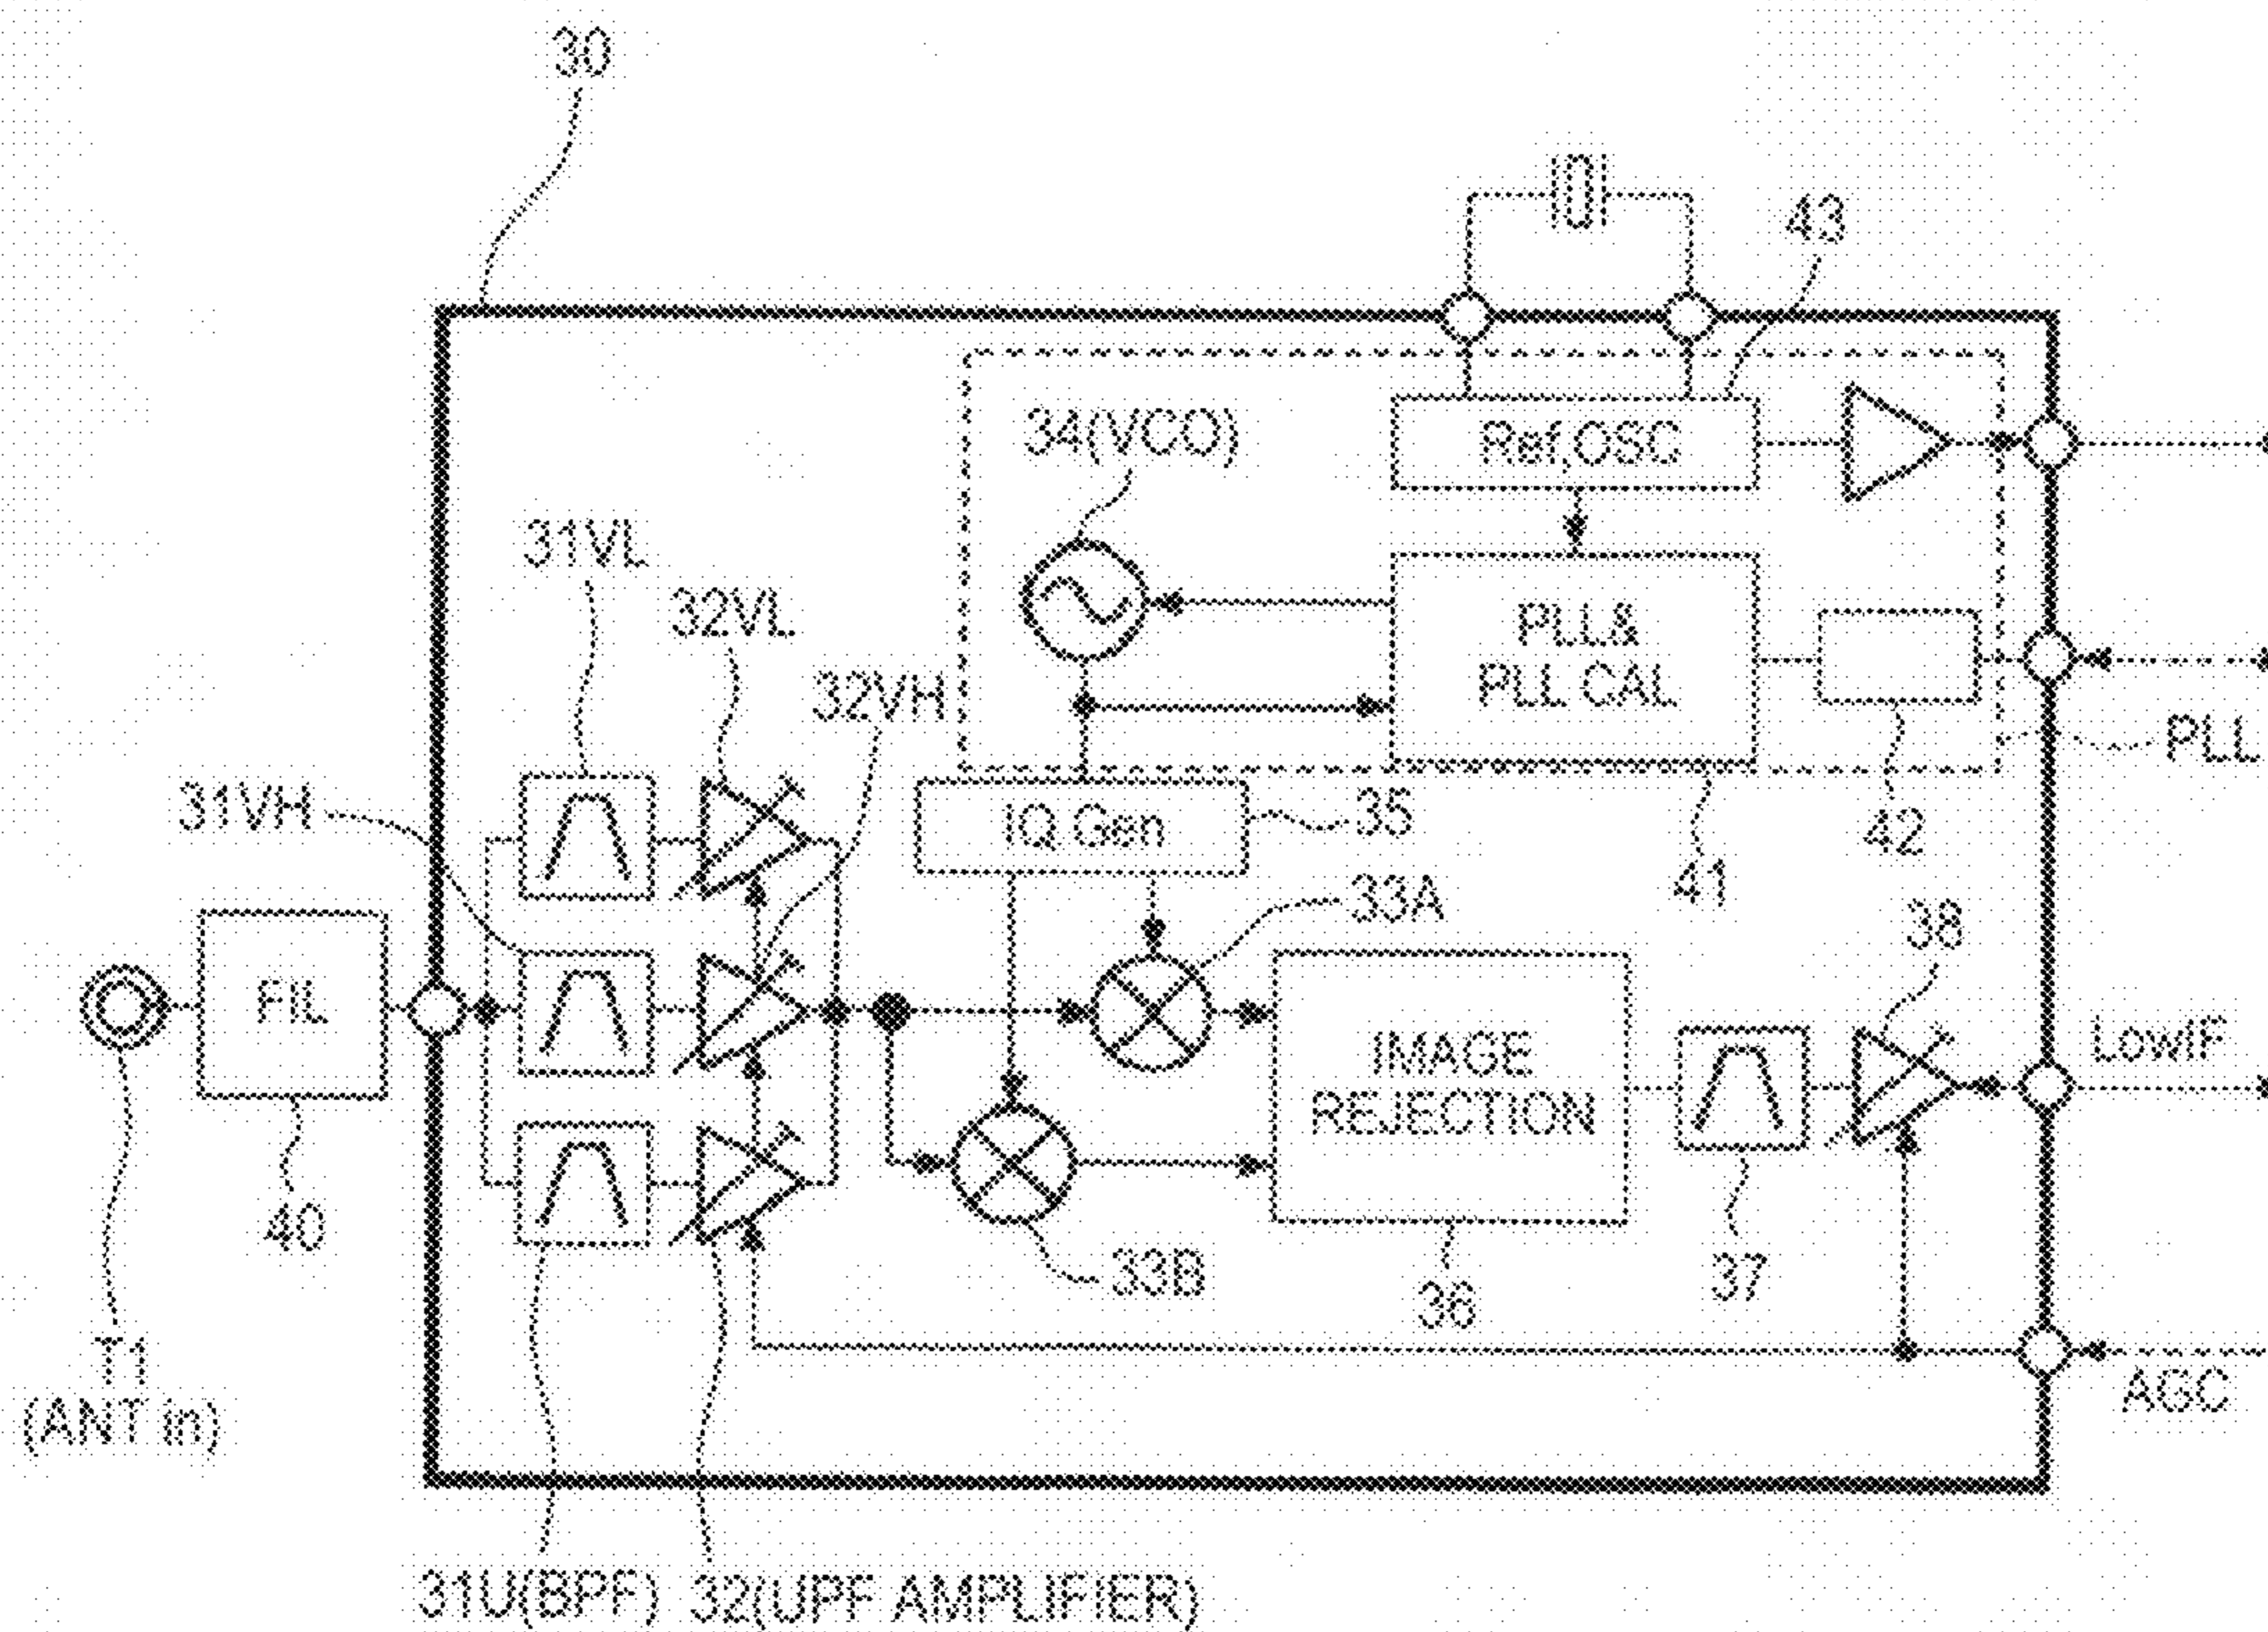 30
43
34(VCO)
Ref,OSC
31VL
32VL
PLL&
PLL CAL
32VH
PLL
31VH
IQ Gen
35
42
41
33A
38
FIL
IMAGE
REJECTION
LowIF
40
33B
37
36
T1
(ANT in)
AGC
31U(BPF)
32(UPF AMPLIFIER)